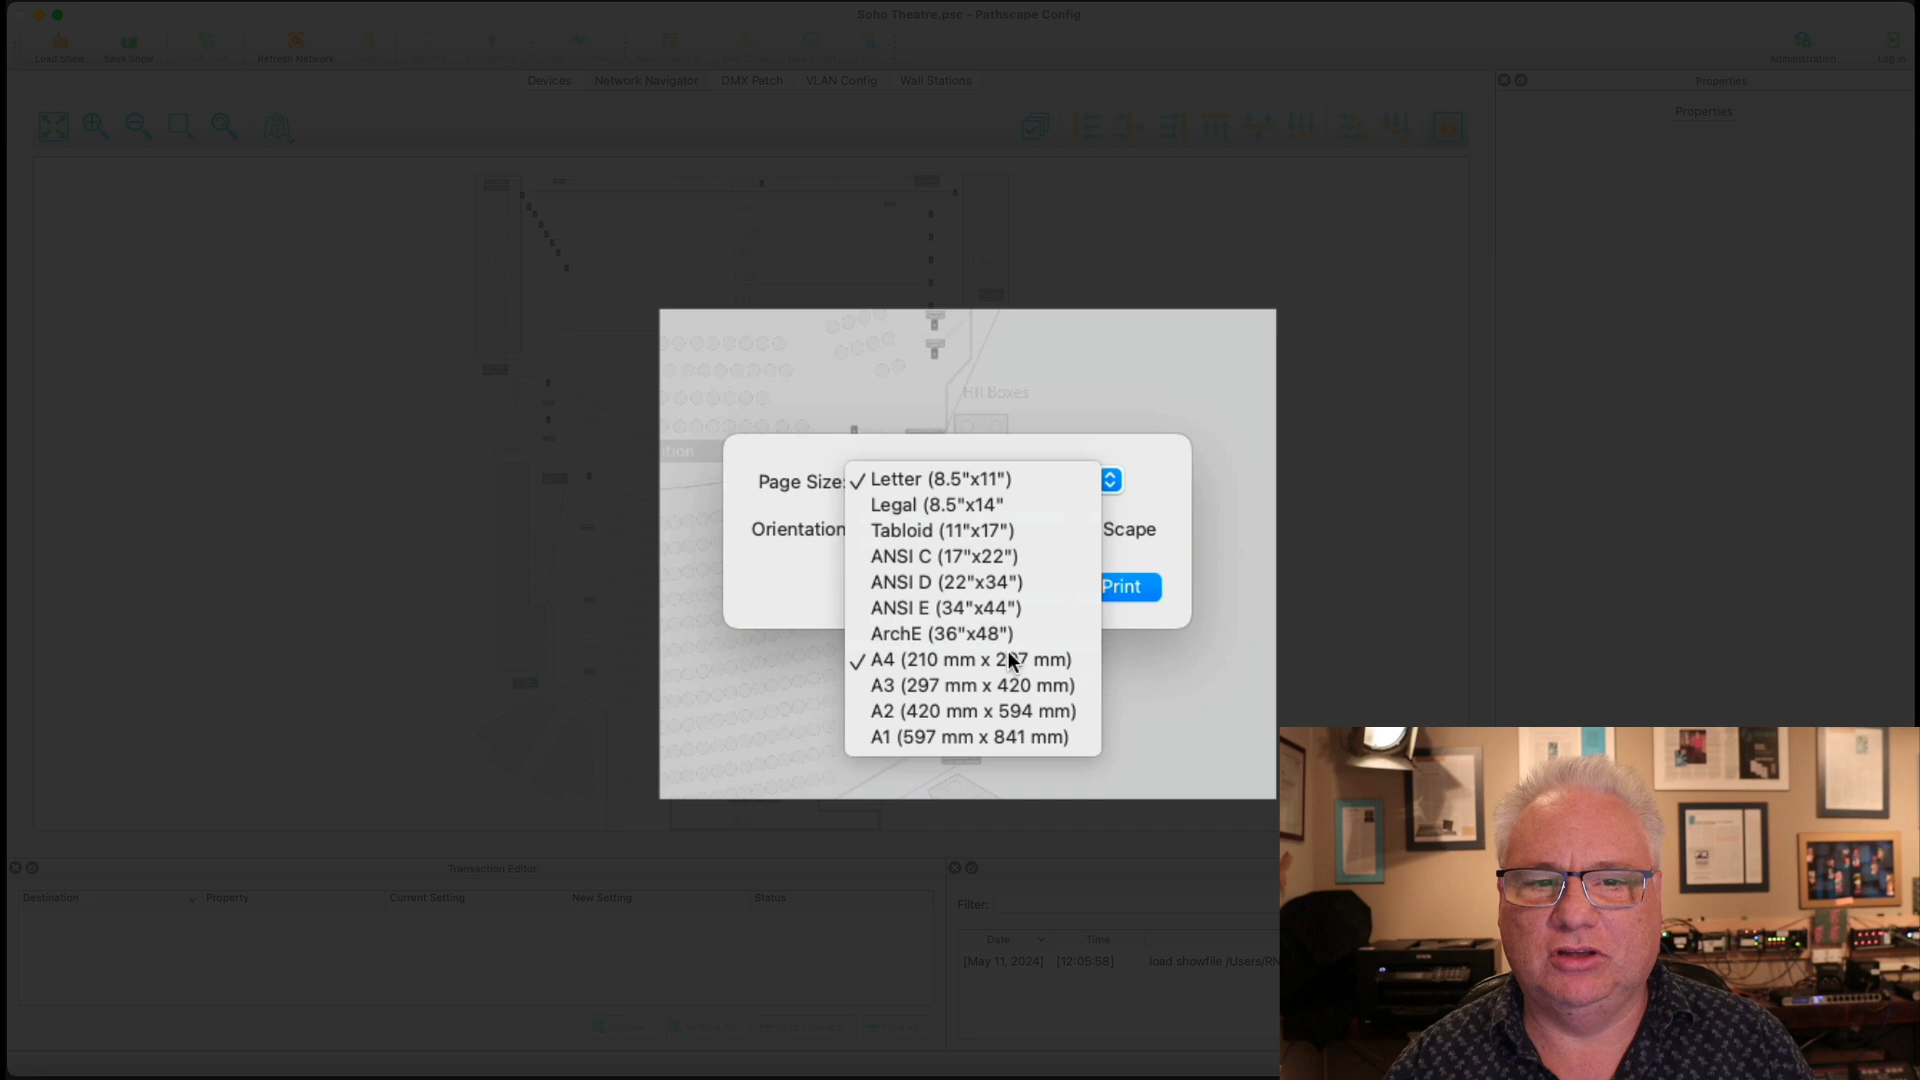 Soho Theatre.psc - Pathscape Config
Load Show
Save Show
Refresh Network
Administration
Log in
Devices
Network Navigator
DMX Patch
VLAN Config
Wall Stations
Properties
Properties
Hill Boxes
Page Size:
Letter (8.5"x11")
Legal (8.5"x14"
Tabloid (11"x17")
Orientation
Scape
ANSI C (17"x22")
ANSI D (22"x34")
Print
ANSI E (34"x44")
ArchE (36"x48")
A4 (210 mm x 297 mm)
A3 (297 mm x 420 mm)
A2 (420 mm x 594 mm)
A1 (597 mm x 841 mm)
Transaction Editor
Destination
Property
Current Setting
New Setting
Status
Filter:
Date
Time
[May 11, 2024]
[12:05:58]
load showfile /Users/RN